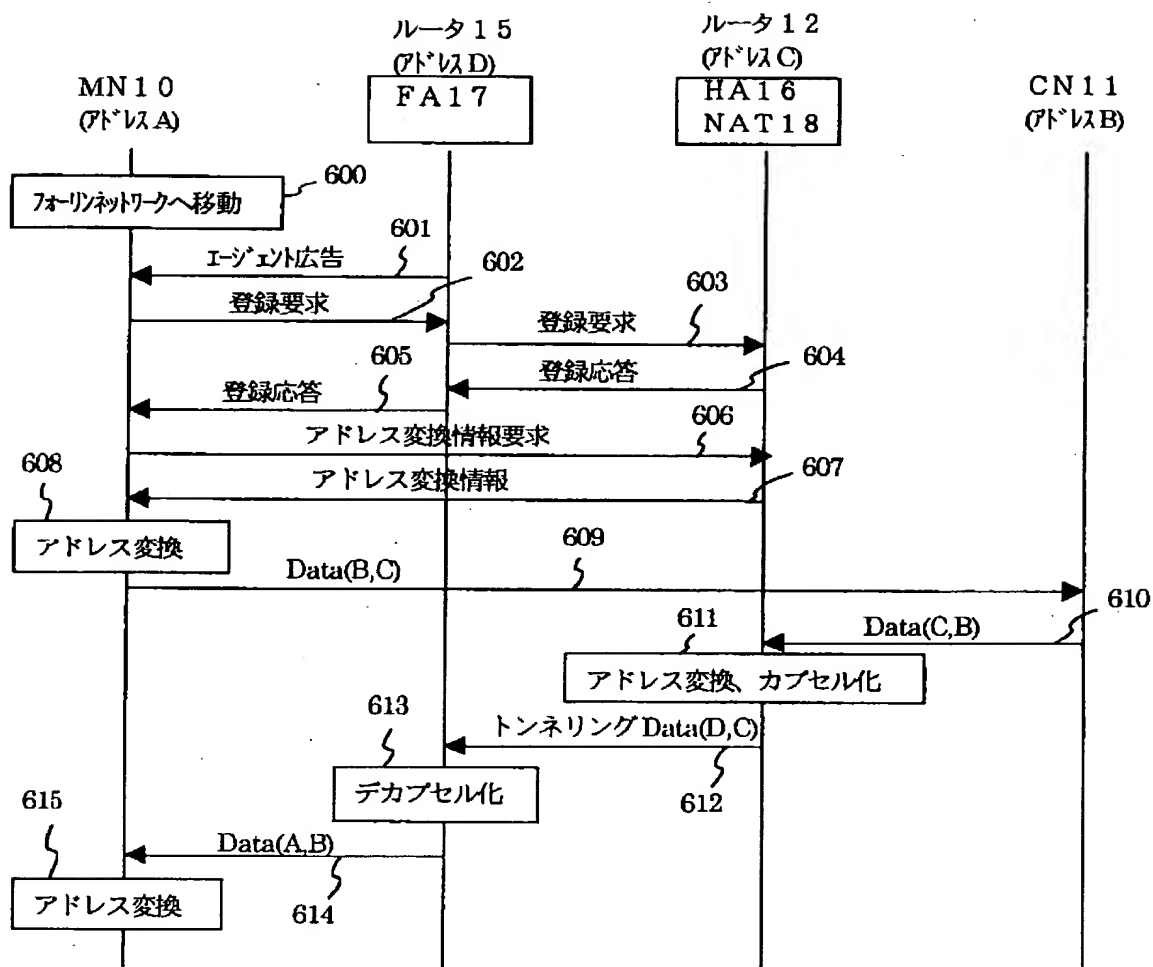 ルータ15
(アドレスD)
FA17
ルータ12
(アドレスC)
HA16
NAT18
MN10
(アドレスA)
CN11
(アドレスB)
600
フォーリンネットワークへ移動
601
エージェント広告
602
登録要求
603
登録要求
604
登録応答
605
登録応答
606
アドレス変換情報要求
607
アドレス変換情報
608
アドレス変換
609
Data(B,C)
610
Data(C,B)
611
アドレス変換、カプセル化
トンネリングData(D,C)
612
613
デカプセル化
Data(A,B)
614
615
アドレス変換